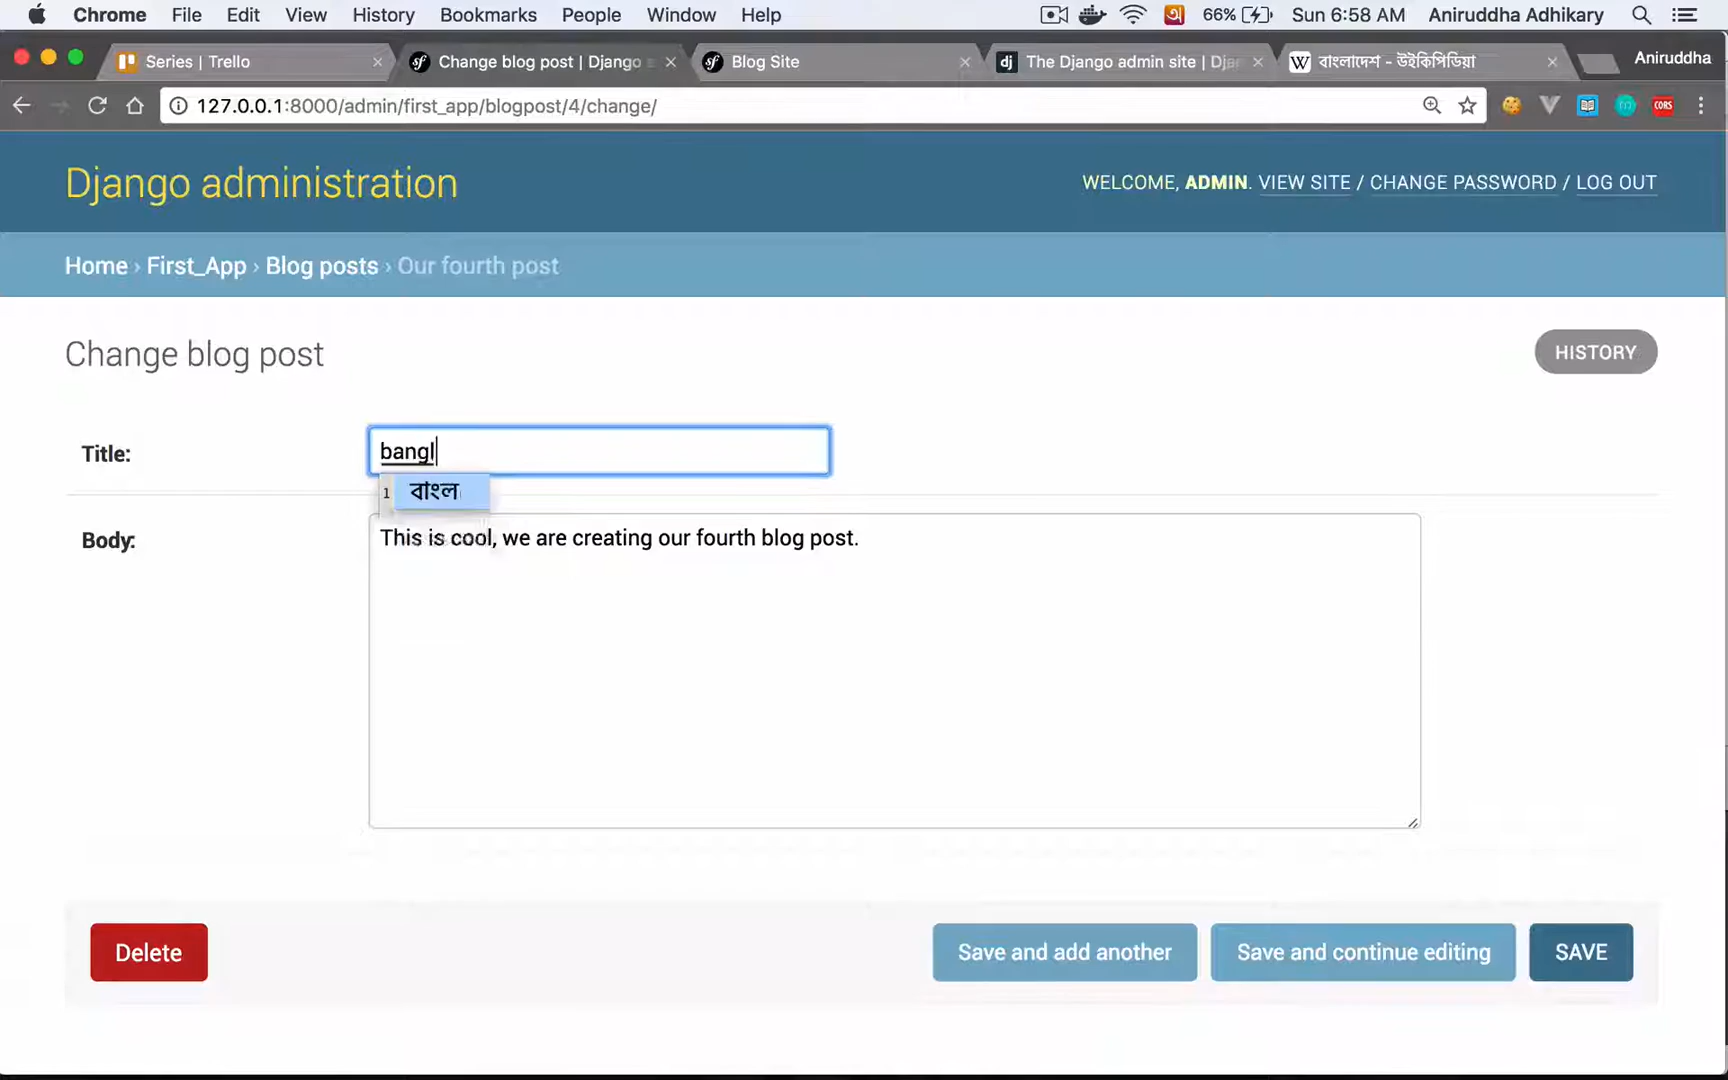 Chrome File Edit View History Bookmarks People Window Help 66% Sun 6:58 AM Aniruddha Adhikary
Series | Trello Change blog post | Django Blog Site The Django admin site | Dja বাংলাদেশ - উইকিপিডিয়া Aniruddha
127.0.0.1:8000/admin/first_app/blogpost/4/change/ CORS
Django administration WELCOME, ADMIN. VIEW SITE / CHANGE PASSWORD / LOG OUT
Home › First_App › Blog posts › Our fourth post
Change blog post HISTORY
Title: bangl
1 বাংল
Body: This is cool, we are creating our fourth blog post.
Delete Save and add another Save and continue editing SAVE